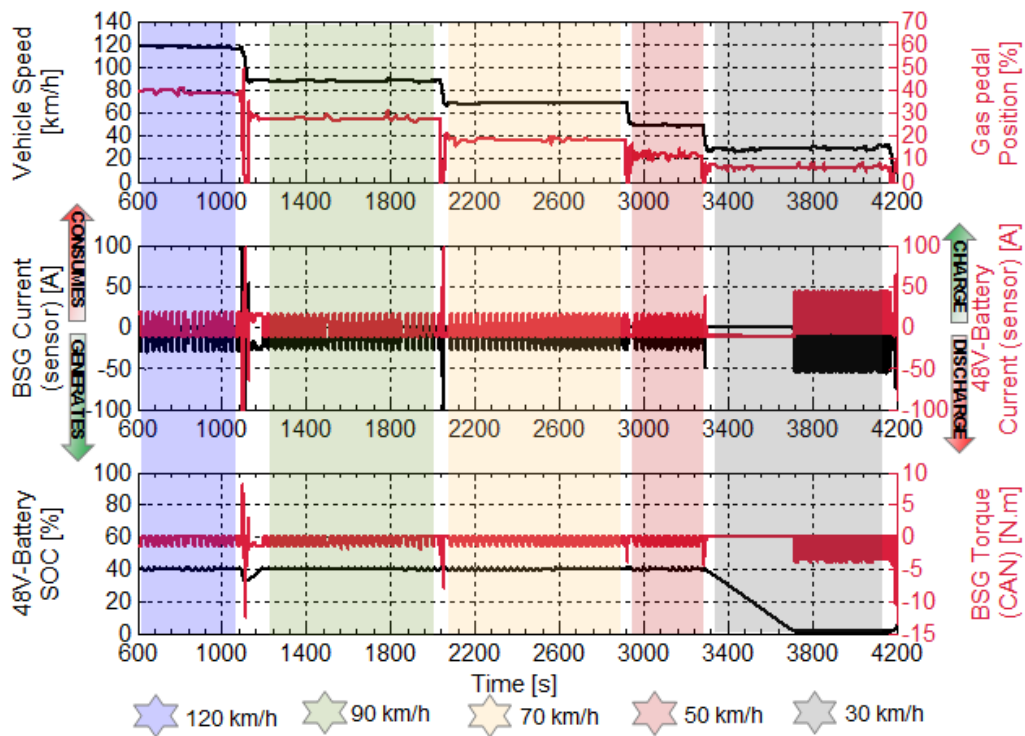 140
120
100
80
60
40
20
0
Vehicle Speed
[km/h]
70
60
50
40
30
20
10
0
Gas pedal
Position [%]
600 1000 1400 1800 2200 2600 3000 3400 3800 4200
CONSUMES
GENERATES
BSG Current
(sensor) [A]
100
50
0
-50
-100
100
50
0
-50
-100
48V-Battery
Current (sensor) [A]
CHARGE
DISCHARGE
600 1000 1400 1800 2200 2600 3000 3400 3800 4200
48V-Battery
SOC [%]
100
80
60
40
20
0
10
5
0
-5
-10
-15
BSG Torque
(CAN) [N.m]
600 1000 1400 1800 2200 2600 3000 3400 3800 4200
Time [s]
120 km/h 90 km/h 70 km/h 50 km/h 30 km/h